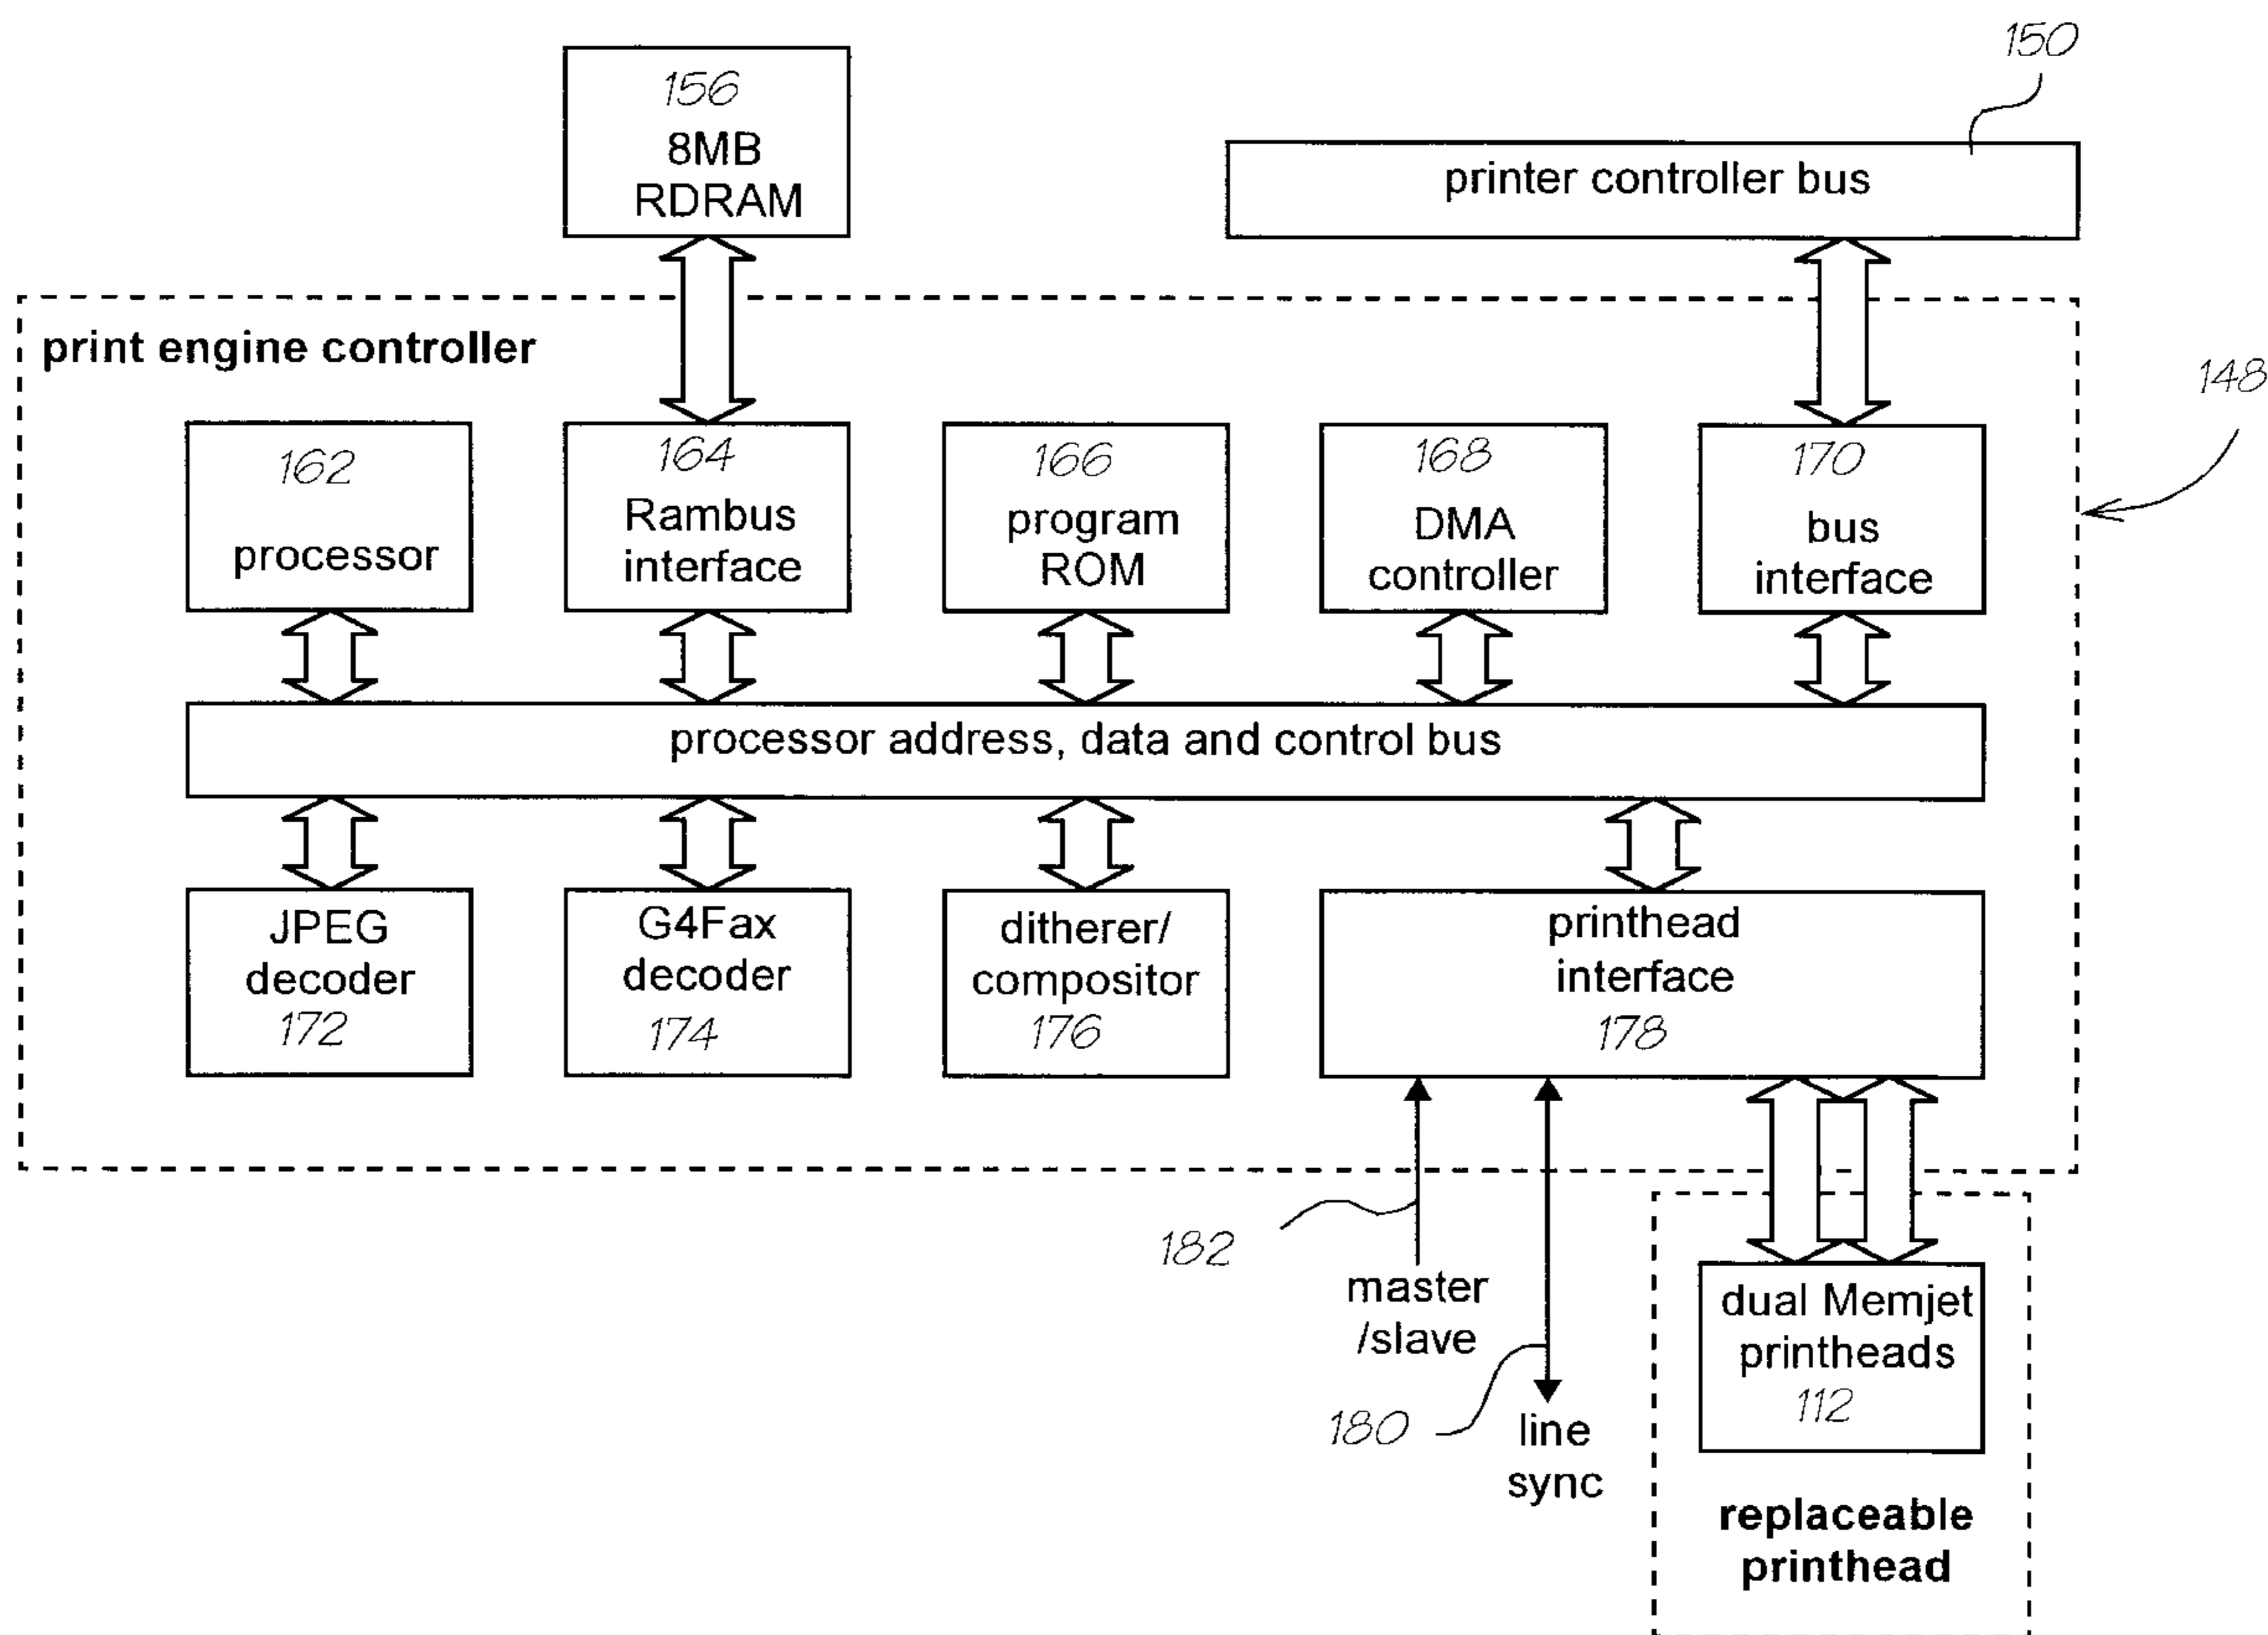 150
156
8MB
RDRAM
printer controller bus
print engine controller
148
162
processor
164
Rambus
interface
166
program
ROM
168
DMA
controller
170
bus
interface
processor address, data and control bus
JPEG
decoder
172
G4Fax
decoder
174
ditherer/
compositor
176
printhead
interface
178
182
master
/slave
180
line
sync
dual Memjet
printheads
112
replaceable
printhead